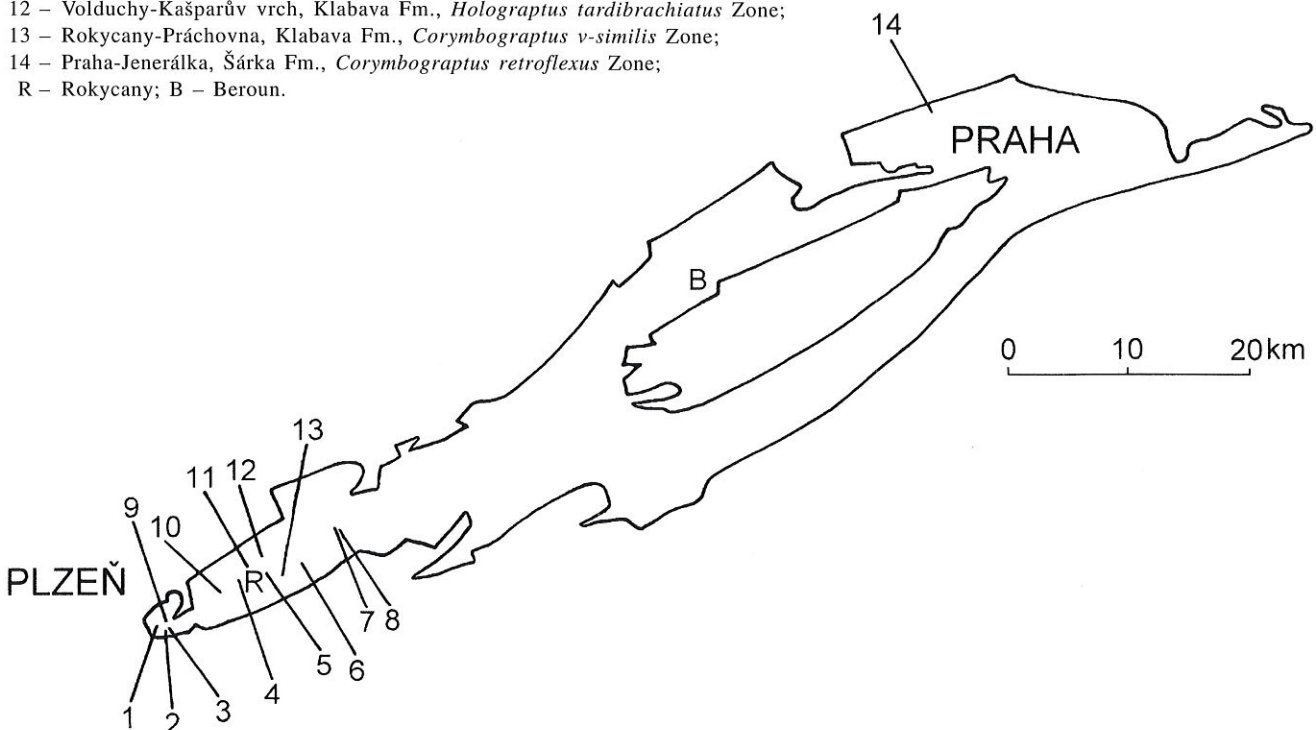 12 – Volduchy-Kašparův vrch, Klabava Fm., Holograptus tardibrachiatus Zone;
13 – Rokycany-Práchovna, Klabava Fm., Corymbograptus v-similis Zone;
14 – Praha-Jenerálka, Šárka Fm., Corymbograptus retroflexus Zone;
R – Rokycany; B – Beroun.
14
PRAHA
B
0 10 20 km
13
11 12
9
10
PLZEŇ
R
7 8
5 6
4
1 2 3